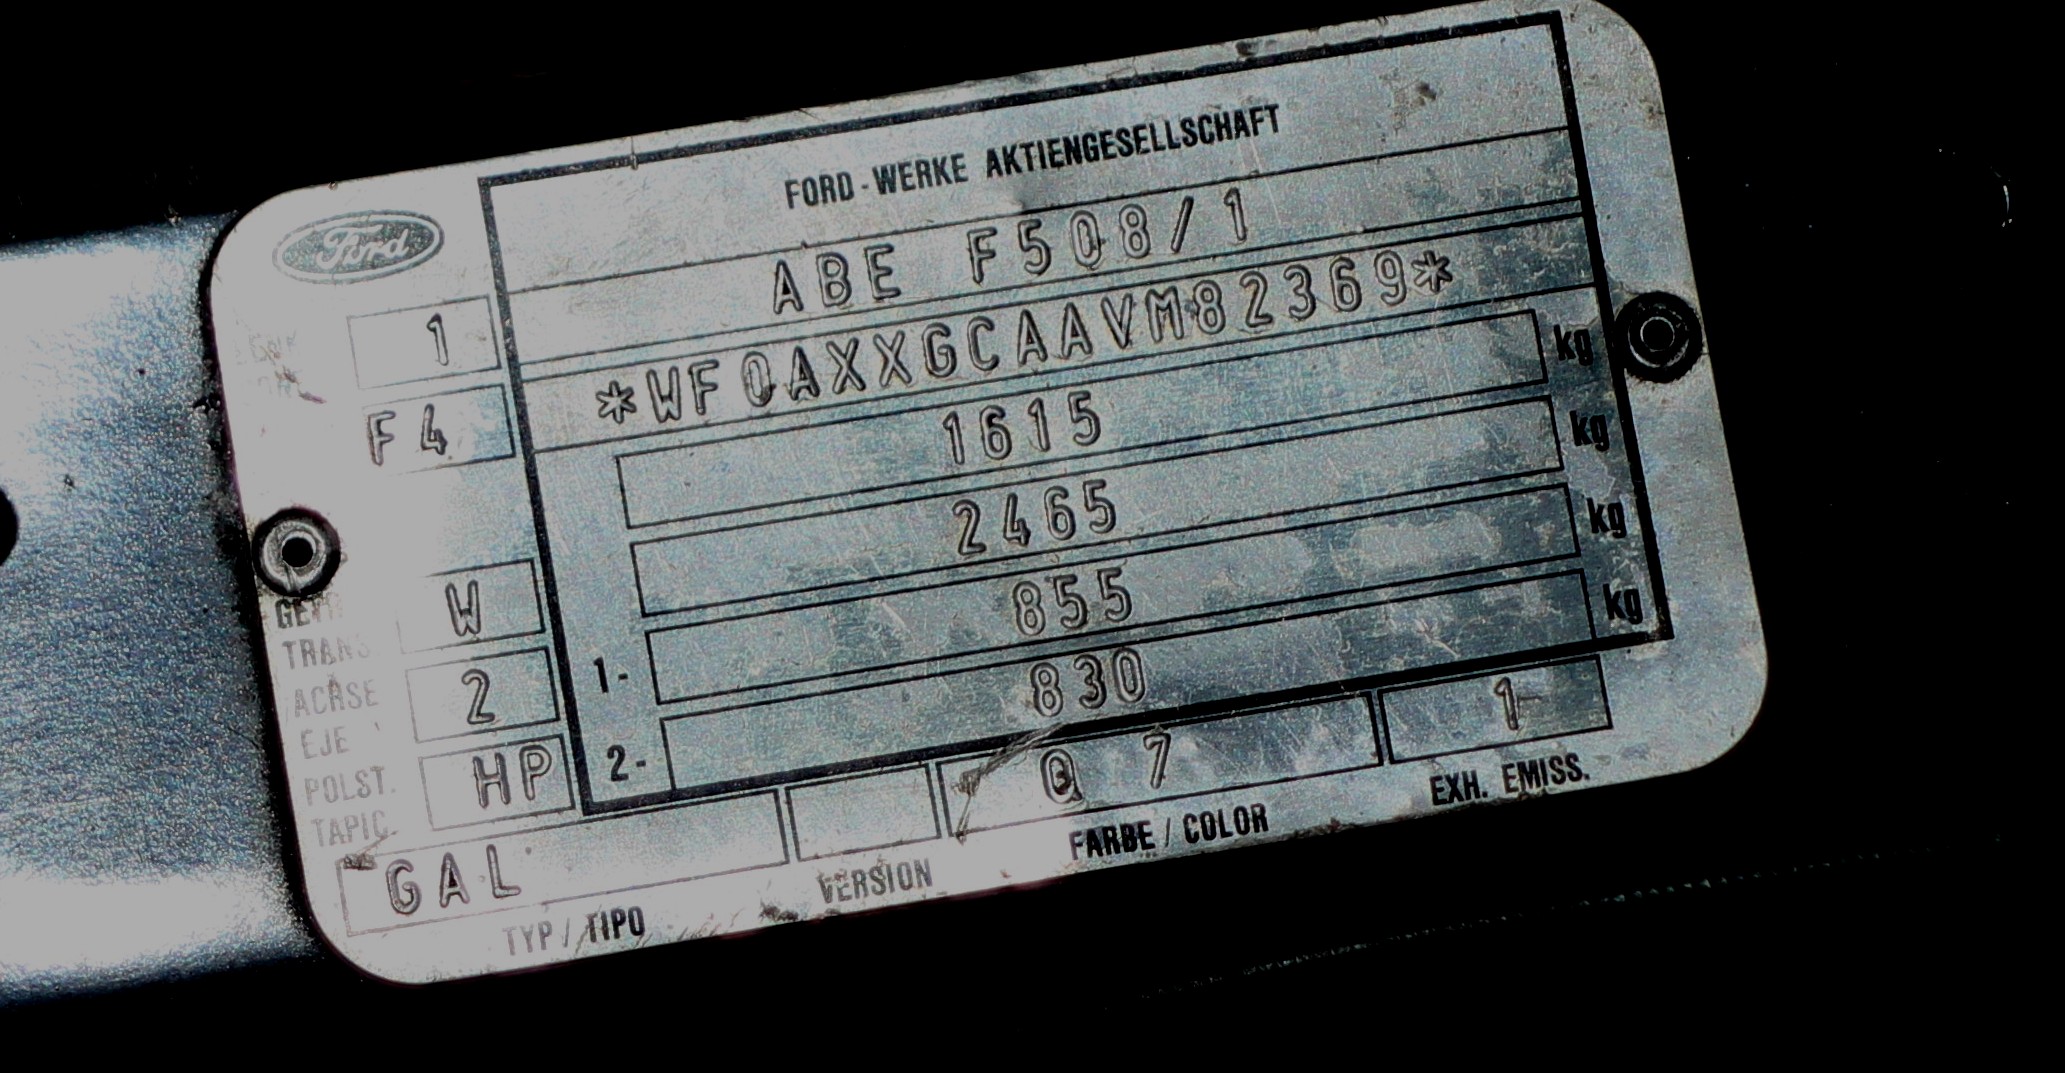 FORD-WERKE AKTIENGESELLSCHAFT
Ford
ABE F508/1
1
*WF0AXXGCAAVM82369*
F4
1615 kg
2465 kg
W
1- 855 kg
TRANS
ACHSE
EJE
2
2- 830 kg
POLST.
TAPIC.
HP
Q 7
1
GAL
TYP / TIPO
VERSION
FARBE / COLOR
EXH. EMISS.